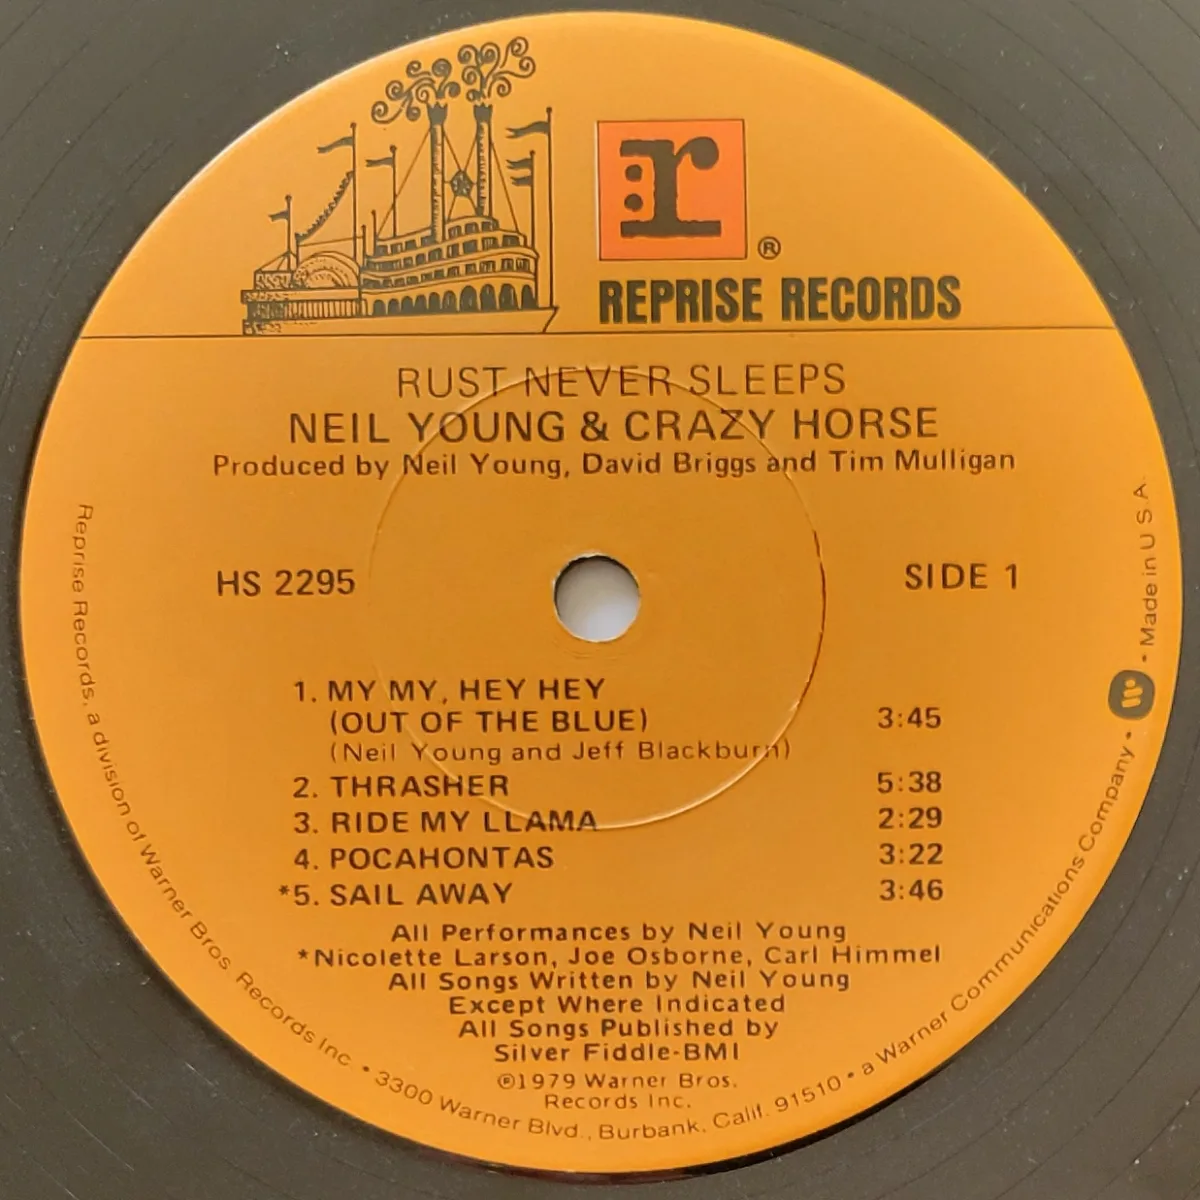 r
®
REPRISE RECORDS
RUST NEVER SLEEPS
NEIL YOUNG & CRAZY HORSE
Produced by Neil Young, David Briggs and Tim Mulligan
HS 2295
SIDE 1
1. MY MY, HEY HEY
(OUT OF THE BLUE) 3:45
(Neil Young and Jeff Blackburn)
2. THRASHER 5:38
3. RIDE MY LLAMA 2:29
4. POCAHONTAS 3:22
*5. SAIL AWAY 3:46
All Performances by Neil Young
*Nicolette Larson, Joe Osborne, Carl Himmel
All Songs Written by Neil Young
Except Where Indicated
All Songs Published by
Silver Fiddle-BMI
℗1979 Warner Bros.
Records Inc.
Reprise Records, a division of Warner Bros. Records Inc. • 3300 Warner Blvd., Burbank, Calif. 91510 • a Warner Communications Company • W • Made in U.S.A.